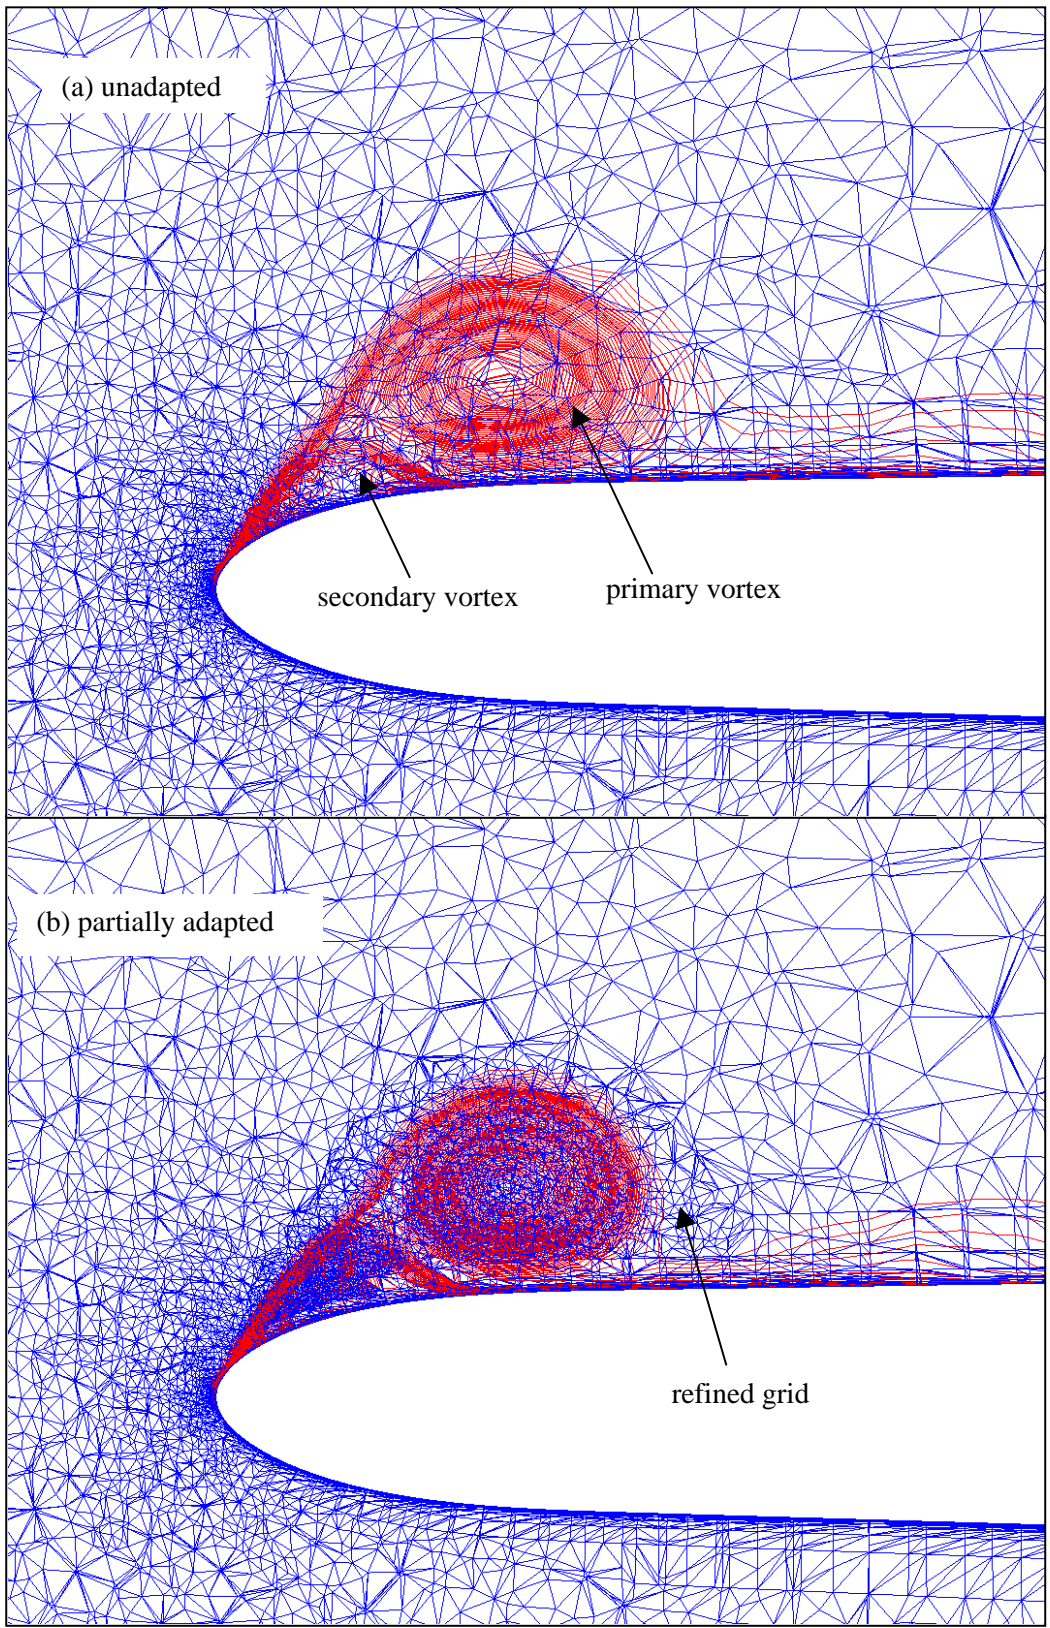 (a) unadapted
secondary vortex
primary vortex
(b) partially adapted
refined grid